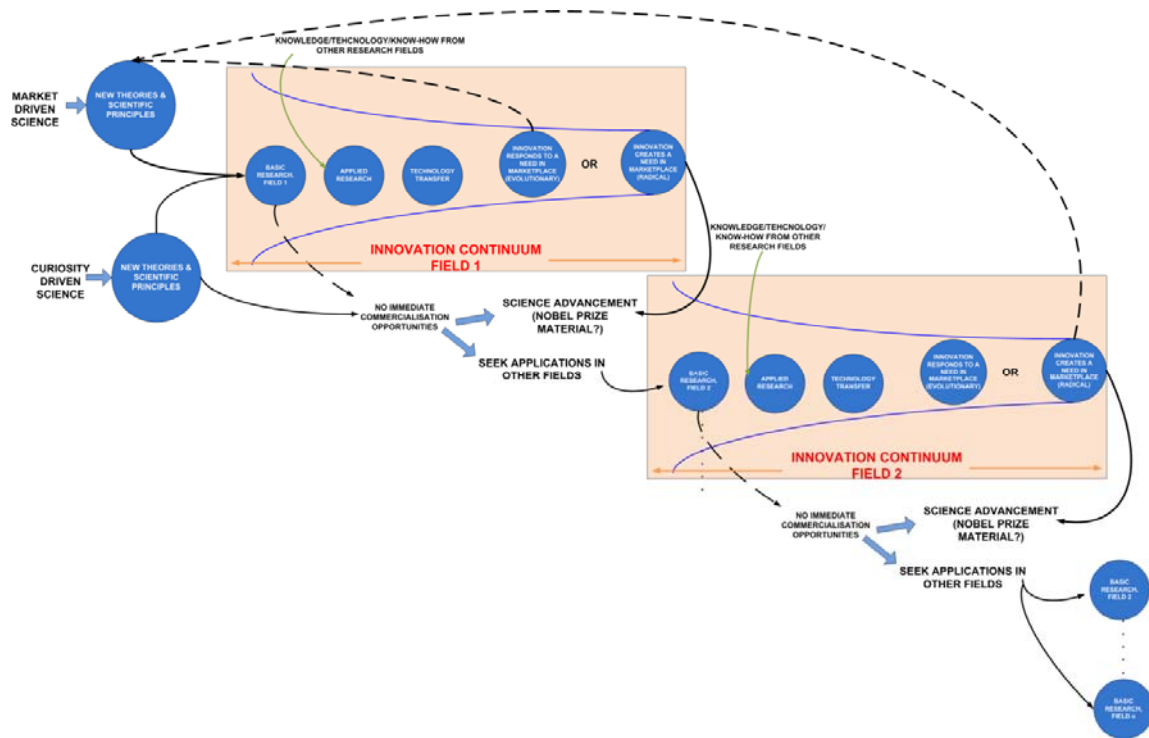 KNOWLEDGE/TEHCNOLOGY/KNOW-HOW FROM
OTHER RESEARCH FIELDS
MARKET
DRIVEN
SCIENCE
NEW THEORIES &
SCIENTIFIC
PRINCIPLES
BASIC
RESEARCH,
FIELD 1
APPLIED
RESEARCH
TECHNOLOGY
TRANSFER
INNOVATION
RESPONDS TO A
NEED IN
MARKETPLACE
(EVOLUTIONARY)
OR
INNOVATION
CREATES A
NEED IN
MARKETPLACE
(RADICAL)
INNOVATION CONTINUUM
FIELD 1
CURIOSITY
DRIVEN
SCIENCE
NEW THEORIES &
SCIENTIFIC
PRINCIPLES
KNOWLEDGE/TEHCNOLOGY/
KNOW-HOW FROM OTHER
RESEARCH FIELDS
NO IMMEDIATE
COMMERCIALISATION
OPPORTUNITIES
SCIENCE ADVANCEMENT
(NOBEL PRIZE
MATERIAL?)
SEEK APPLICATIONS IN
OTHER FIELDS
BASIC
RESEARCH,
FIELD 2
APPLIED
RESEARCH
TECHNOLOGY
TRANSFER
INNOVATION
RESPONDS TO A
NEED IN
MARKETPLACE
(EVOLUTIONARY)
OR
INNOVATION
CREATES A
NEED IN
MARKETPLACE
(RADICAL)
INNOVATION CONTINUUM
FIELD 2
NO IMMEDIATE
COMMERCIALISATION
OPPORTUNITIES
SCIENCE ADVANCEMENT
(NOBEL PRIZE
MATERIAL?)
SEEK APPLICATIONS IN
OTHER FIELDS
BASIC
RESEARCH,
FIELD 2
BASIC
RESEARCH,
FIELD n